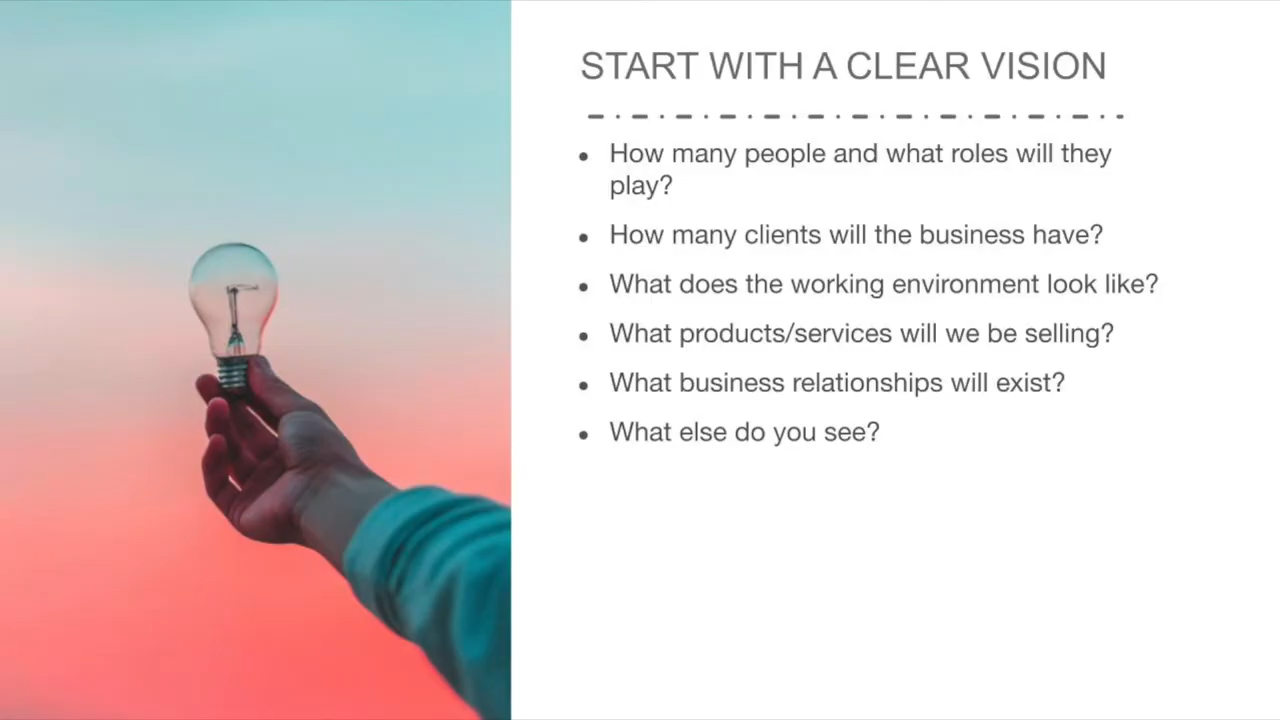 START WITH A CLEAR VISION
• How many people and what roles will they
play?
• How many clients will the business have?
• What does the working environment look like?
• What products/services will we be selling?
• What business relationships will exist?
• What else do you see?